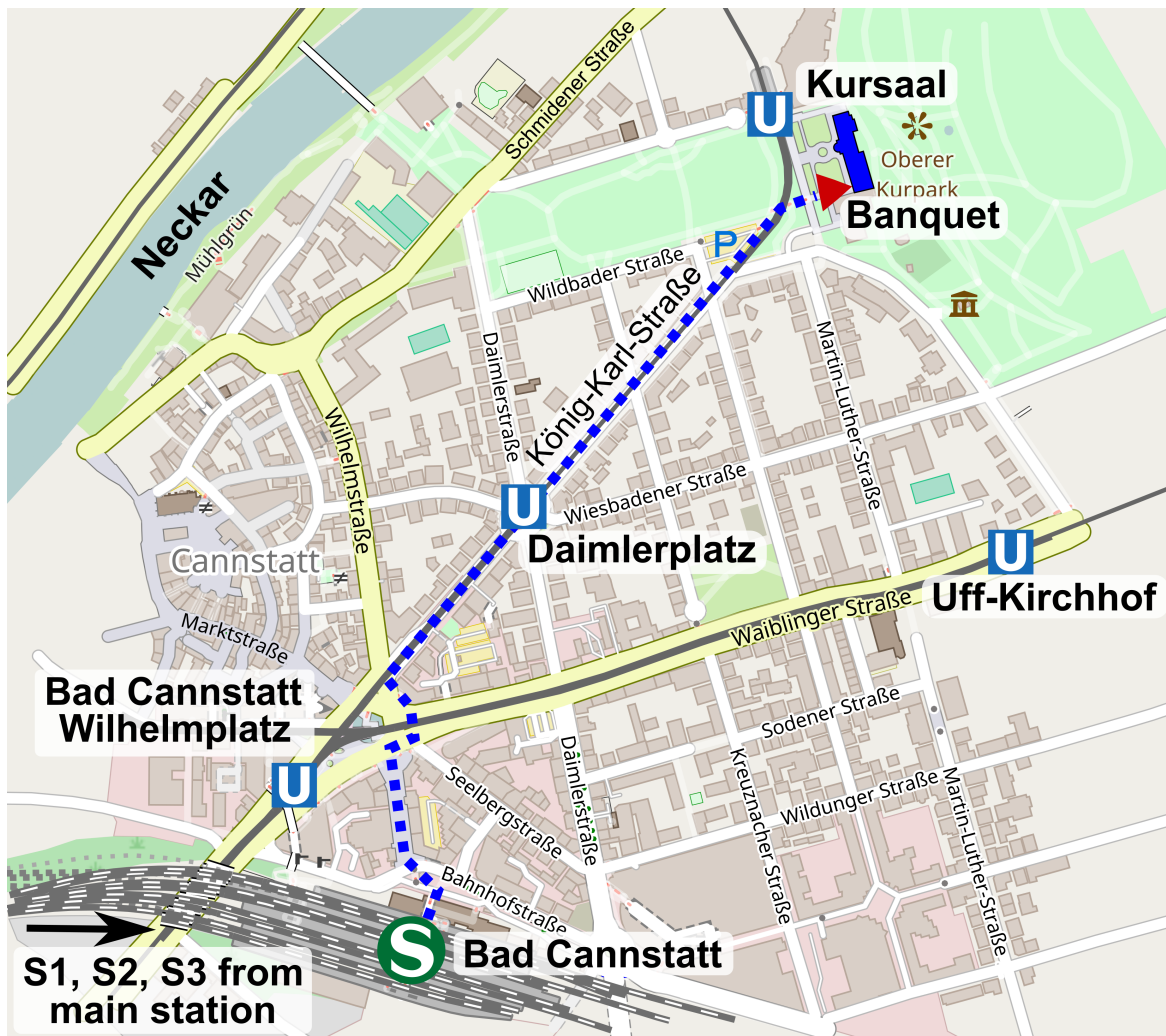 Kursaal
U
Schmidener Straße
Oberer
Kurpark
Banquet
Neckar
Mühlgrün
P
Wildbader Straße
König-Karl-Straße
Daimlerstraße
Martin-Luther-Straße
Wilhelmstraße
Wiesbadener Straße
U
Daimlerplatz
U
Uff-Kirchhof
Cannstatt
Waiblinger Straße
Marktstraße
Bad Cannstatt
Wilhelmplatz
Sodener Straße
U
Seelbergstraße
Daimlerstraße
Kreuznacher Straße
Wildunger Straße
Martin-Luther-Straße
Bahnhofstraße
S
Bad Cannstatt
S1, S2, S3 from
main station